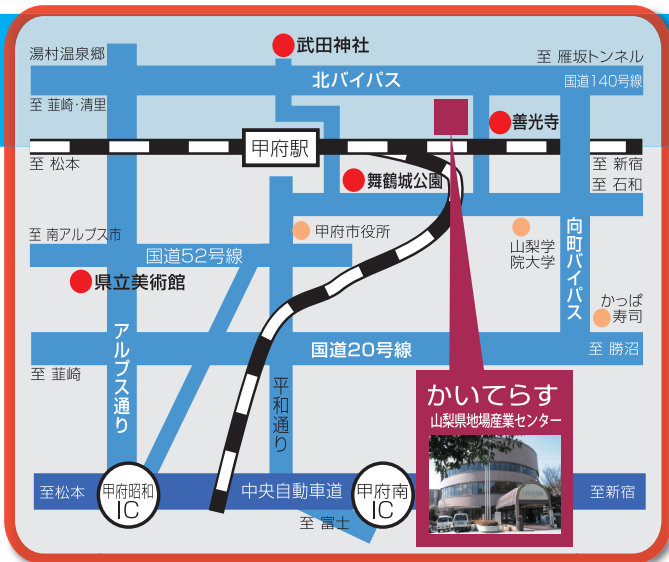 武田神社
湯村温泉郷
至 雁坂トンネル
北バイパス
国道140号線
至 韮崎・清里
善光寺
甲府駅
至 松本
至 新宿
舞鶴城公園
至 石和
至 南アルプス市
甲府市役所
山梨学
院大学
向町バイパス
国道52号線
県立美術館
かっぱ
寿司
アルプス通り
国道20号線
至 勝沼
至 韮崎
平和通り
かいてらす
山梨県地場産業センター
至松本
甲府昭和
IC
中央自動車道
甲府南
IC
至新宿
至 富士